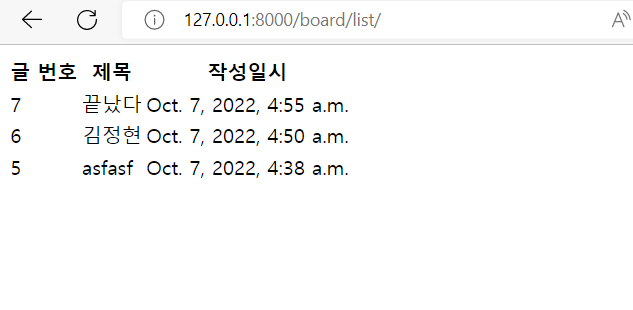 127.0.0.1:8000/board/list/
글 번호 제목 작성일시
7 끝났다 Oct. 7, 2022, 4:55 a.m.
6 김정현 Oct. 7, 2022, 4:50 a.m.
5 asfasf Oct. 7, 2022, 4:38 a.m.